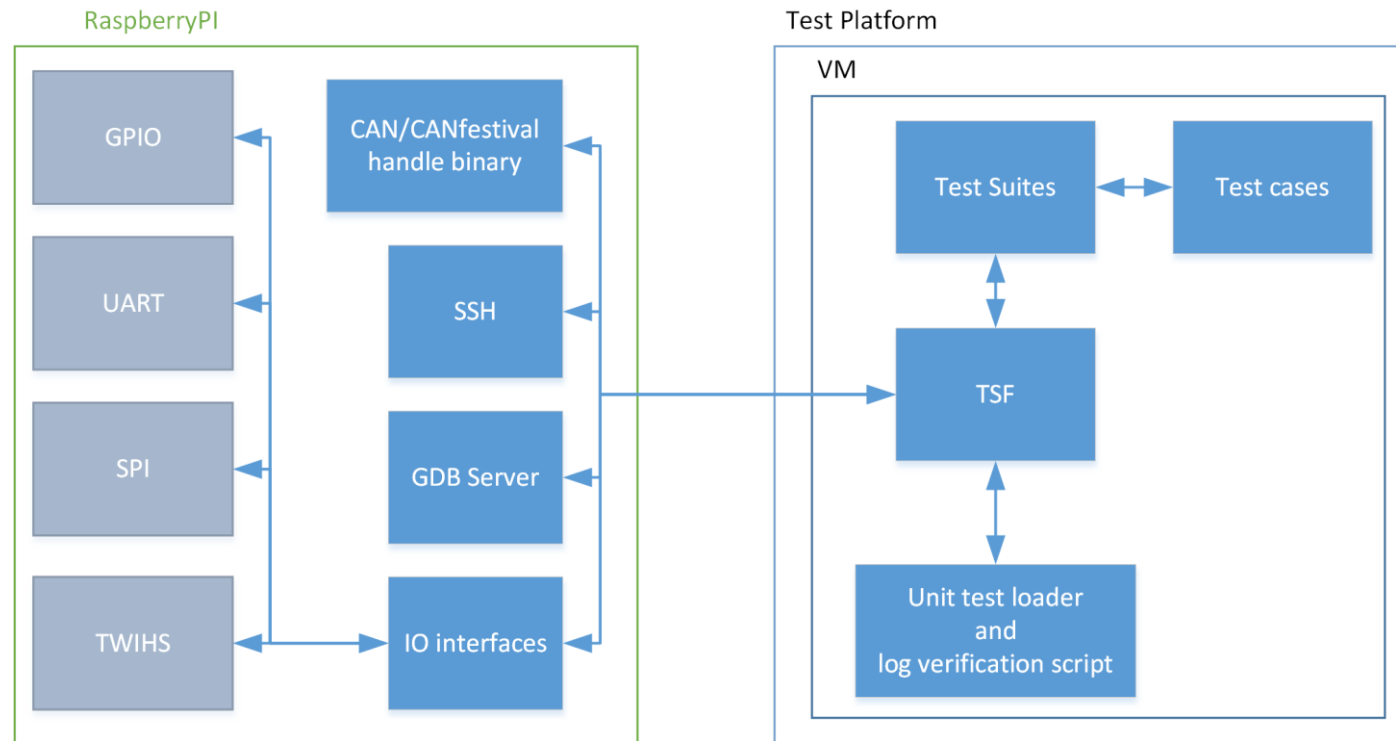 RaspberryPI
Test Platform
VM
GPIO
CAN/CANfestival
handle binary
UART
SSH
SPI
GDB Server
TWIHS
IO interfaces
Test Suites
Test cases
TSF
Unit test loader
and
log verification script